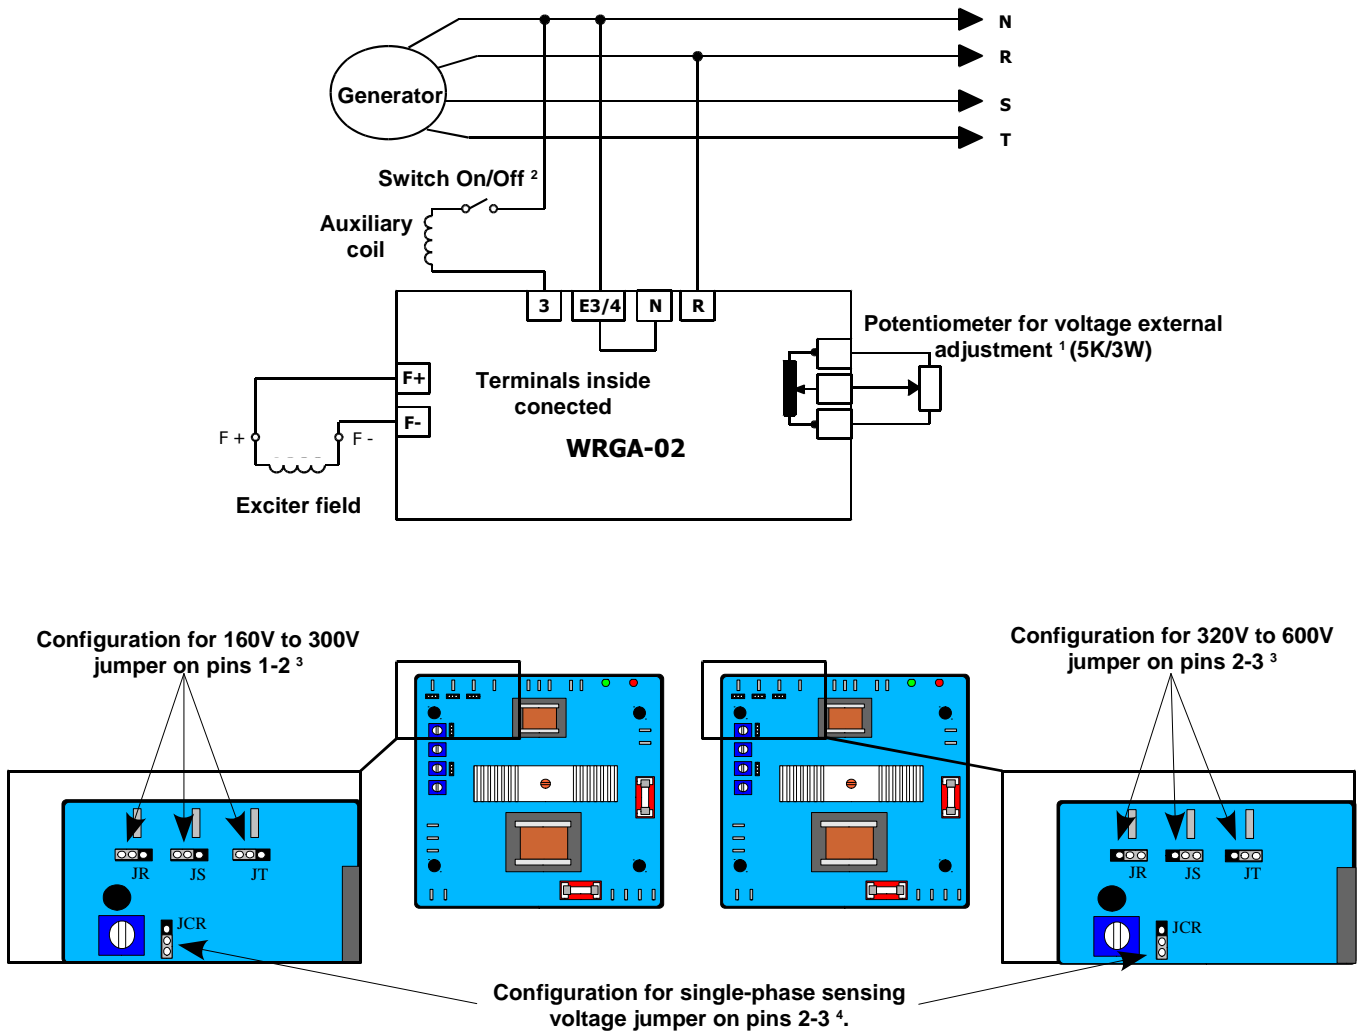 N
R
Generator
S
T
Switch On/Off ²
Auxiliary
coil
3
E3/4
N
R
Potentiometer for voltage external
adjustment ¹ (5K/3W)
F+
Terminals inside
conected
F-
F +
F -
WRGA-02
Exciter field
Configuration for 160V to 300V
jumper on pins 1-2 ³
Configuration for 320V to 600V
jumper on pins 2-3 ³
JR
JS
JT
JCR
JR
JS
JT
JCR
Configuration for single-phase sensing
voltage jumper on pins 2-3 ⁴.